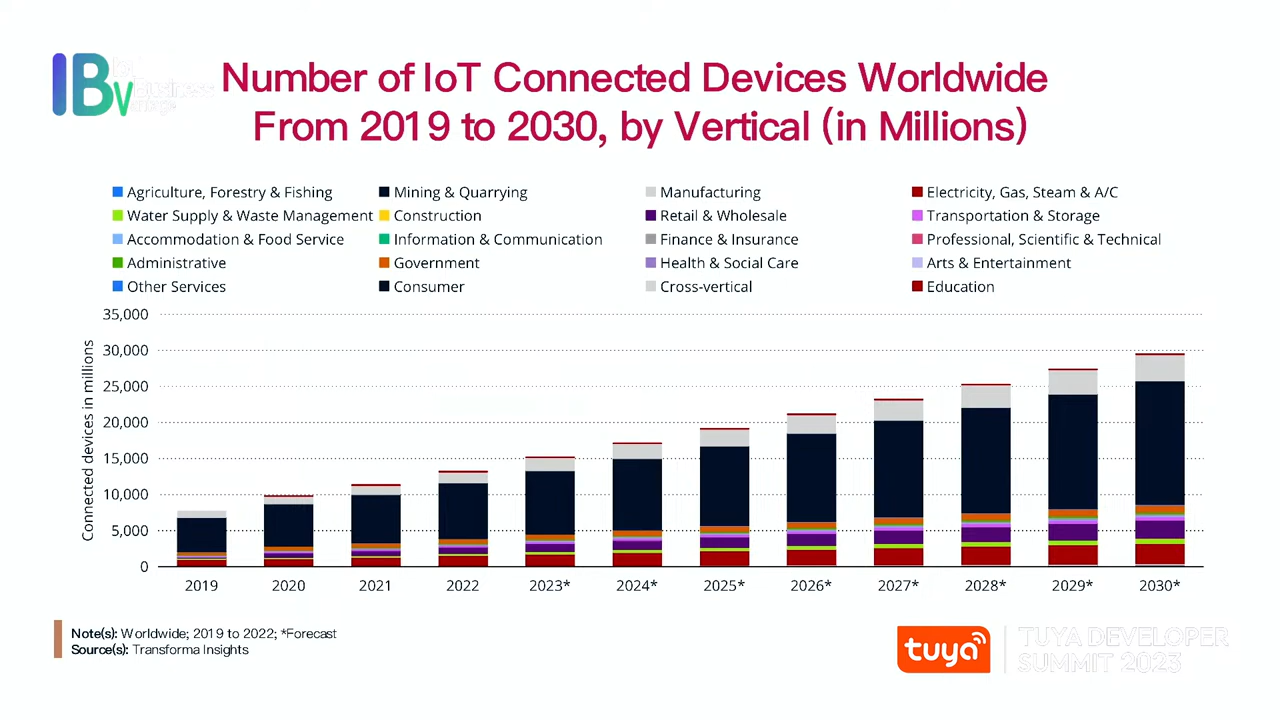 IBv
Business
Number of IoT Connected Devices Worldwide
From 2019 to 2030, by Vertical (in Millions)
Agriculture, Forestry & Fishing Mining & Quarrying Manufacturing Electricity, Gas, Steam & A/C
Water Supply & Waste Management Construction Retail & Wholesale Transportation & Storage
Accommodation & Food Service Information & Communication Finance & Insurance Professional, Scientific & Technical
Administrative Government Health & Social Care Arts & Entertainment
Other Services Consumer Cross-vertical Education
Connected devices in millions
35,000
30,000
25,000
20,000
15,000
10,000
5,000
0
2019 2020 2021 2022 2023* 2024* 2025* 2026* 2027* 2028* 2029* 2030*
Note(s): Worldwide; 2019 to 2022; *Forecast
Source(s): Transforma Insights
tuya
TUYA DEVELOPER
SUMMIT 2023